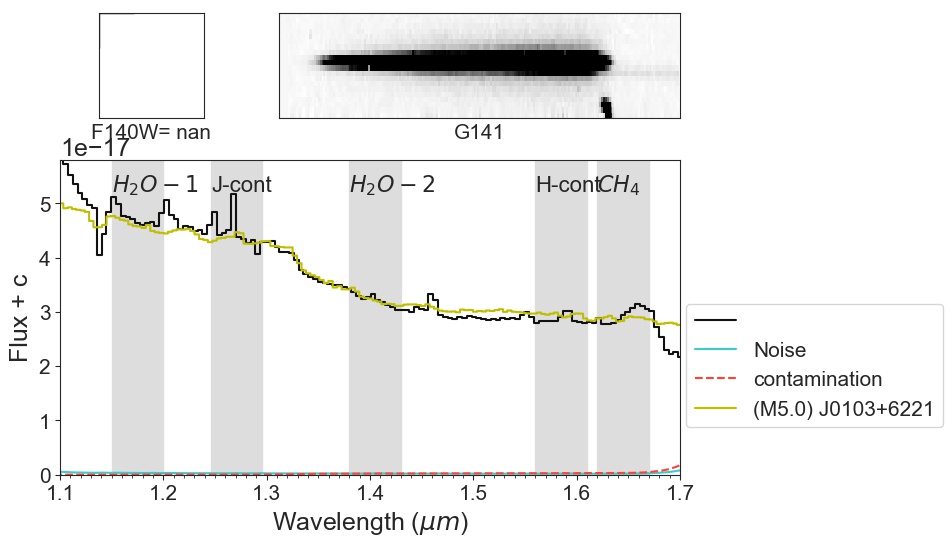 F140W= nan
G141
1e−17
H₂O − 1 J-cont H₂O − 2 H-cont CH₄
5
4
3
2
1
0
Flux + c
1.1 1.2 1.3 1.4 1.5 1.6 1.7
Wavelength (μm)
Noise
contamination
(M5.0) J0103+6221